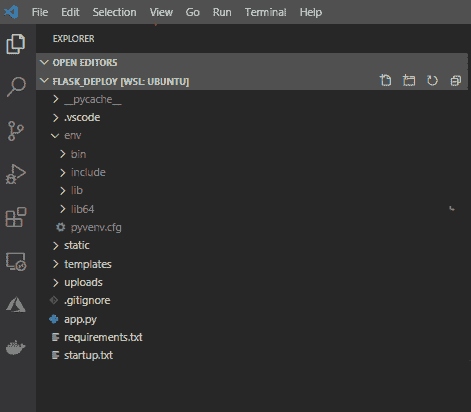 File Edit Selection View Go Run Terminal Help
EXPLORER
OPEN EDITORS
FLASK_DEPLOY [WSL: UBUNTU]
__pycache__
.vscode
env
bin
include
lib
lib64
pyvenv.cfg
static
templates
uploads
.gitignore
app.py
requirements.txt
startup.txt